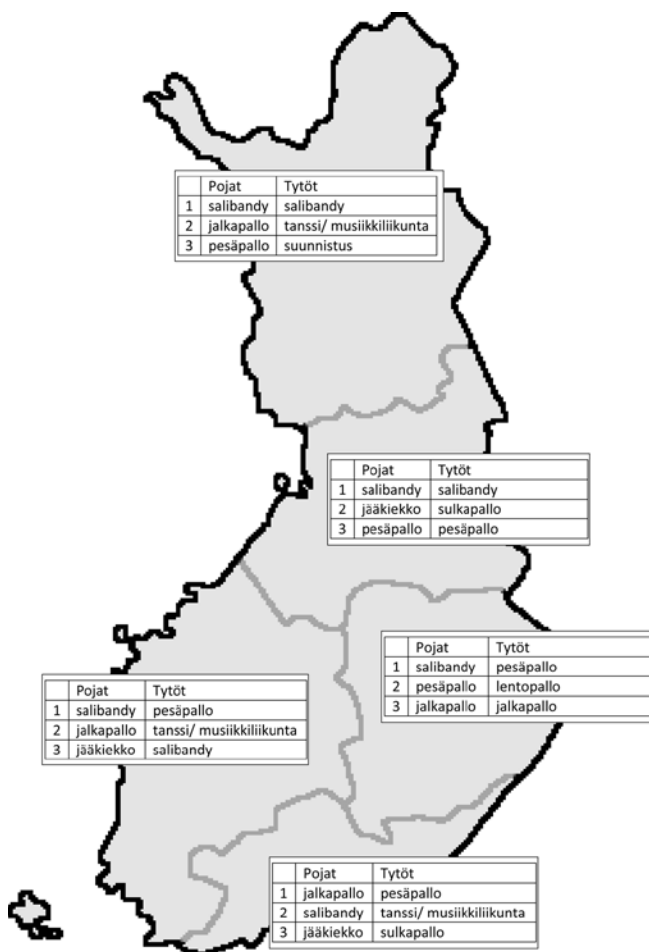 Pojat Tytöt
1 salibandy salibandy
2 jalkapallo tanssi/ musiikkiliikunta
3 pesäpallo suunnistus
Pojat Tytöt
1 salibandy salibandy
2 jääkiekko sulkapallo
3 pesäpallo pesäpallo
Pojat Tytöt
1 salibandy pesäpallo
2 pesäpallo lentopallo
3 jalkapallo jalkapallo
Pojat Tytöt
1 salibandy pesäpallo
2 jalkapallo tanssi/ musiikkiliikunta
3 jääkiekko salibandy
Pojat Tytöt
1 jalkapallo pesäpallo
2 salibandy tanssi/ musiikkiliikunta
3 jääkiekko sulkapallo